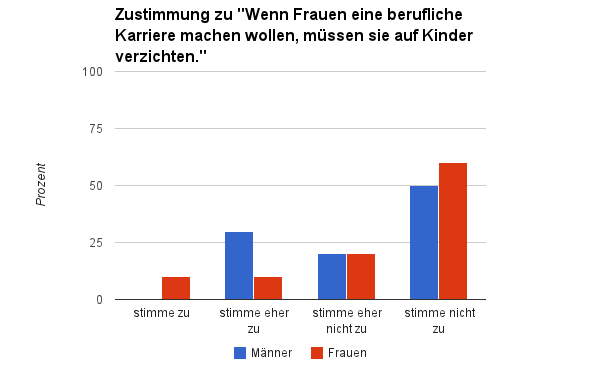 Zustimmung zu "Wenn Frauen eine berufliche
Karriere machen wollen, müssen sie auf Kinder
verzichten."
100
75
Prozent
50
25
0
stimme zu
stimme eher
zu
stimme eher
nicht zu
stimme nicht
zu
Männer
Frauen